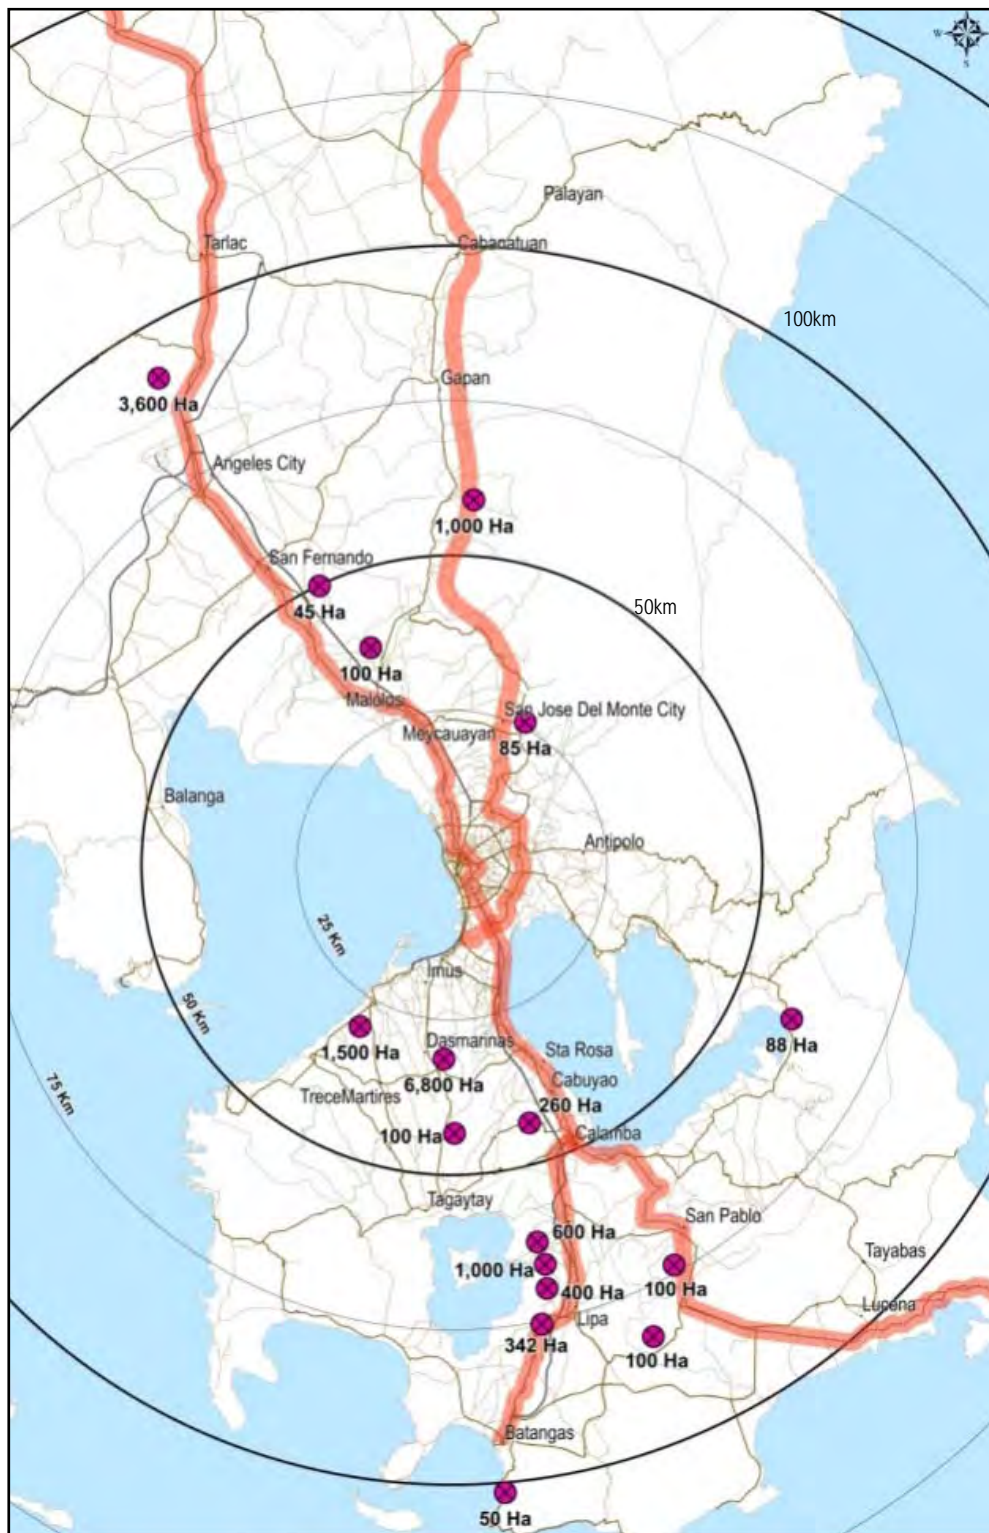 W
S
Palayan
Tarlac
Cabanatuan
100km
Gapan
3,600 Ha
Angeles City
1,000 Ha
San Fernando
45 Ha
50km
100 Ha
Malolos
San Jose Del Monte City
Meycauayan
85 Ha
Balanga
Antipolo
25 Km
Imus
50 Km
1,500 Ha
Dasmarinas
88 Ha
Sta Rosa
6,800 Ha
Cabuyao
75 Km
TreceMartires
260 Ha
100 Ha
Calamba
Tagaytay
San Pablo
600 Ha
Tayabas
1,000 Ha
400 Ha
100 Ha
Lucena
Lipa
342 Ha
100 Ha
Batangas
50 Ha